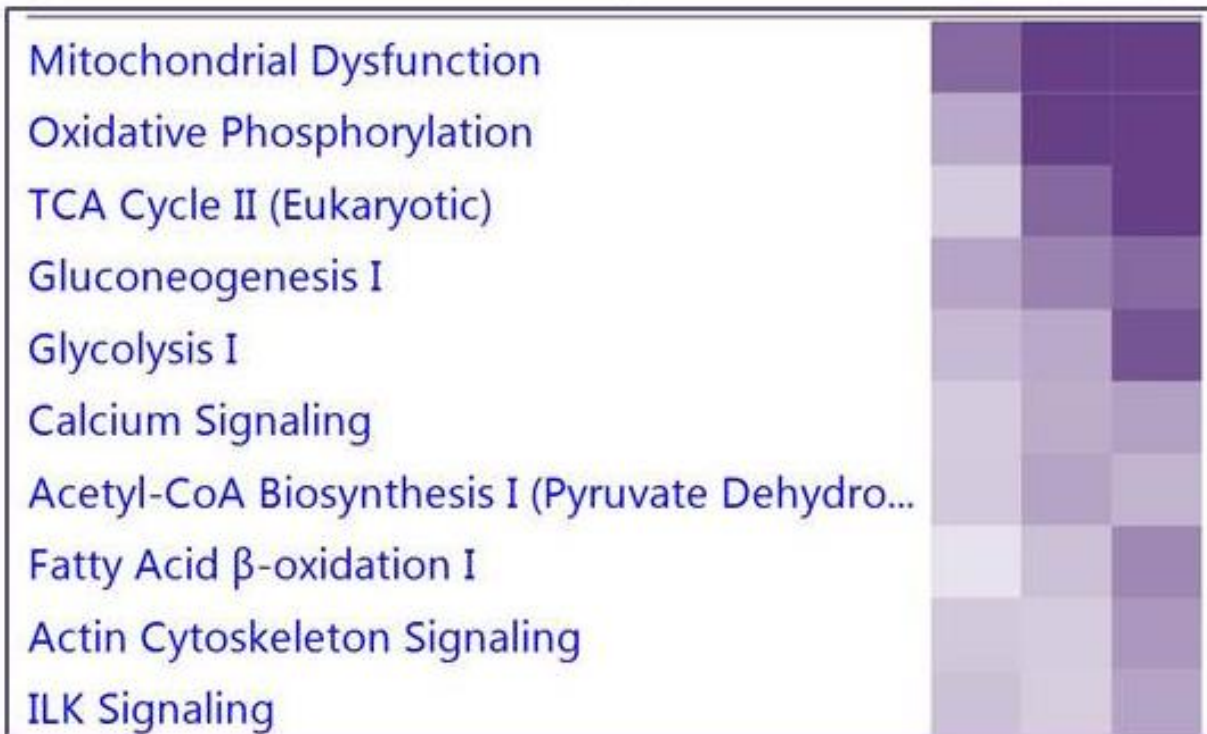 Mitochondrial Dysfunction
Oxidative Phosphorylation
TCA Cycle II (Eukaryotic)
Gluconeogenesis I
Glycolysis I
Calcium Signaling
Acetyl-CoA Biosynthesis I (Pyruvate Dehydro...
Fatty Acid β-oxidation I
Actin Cytoskeleton Signaling
ILK Signaling